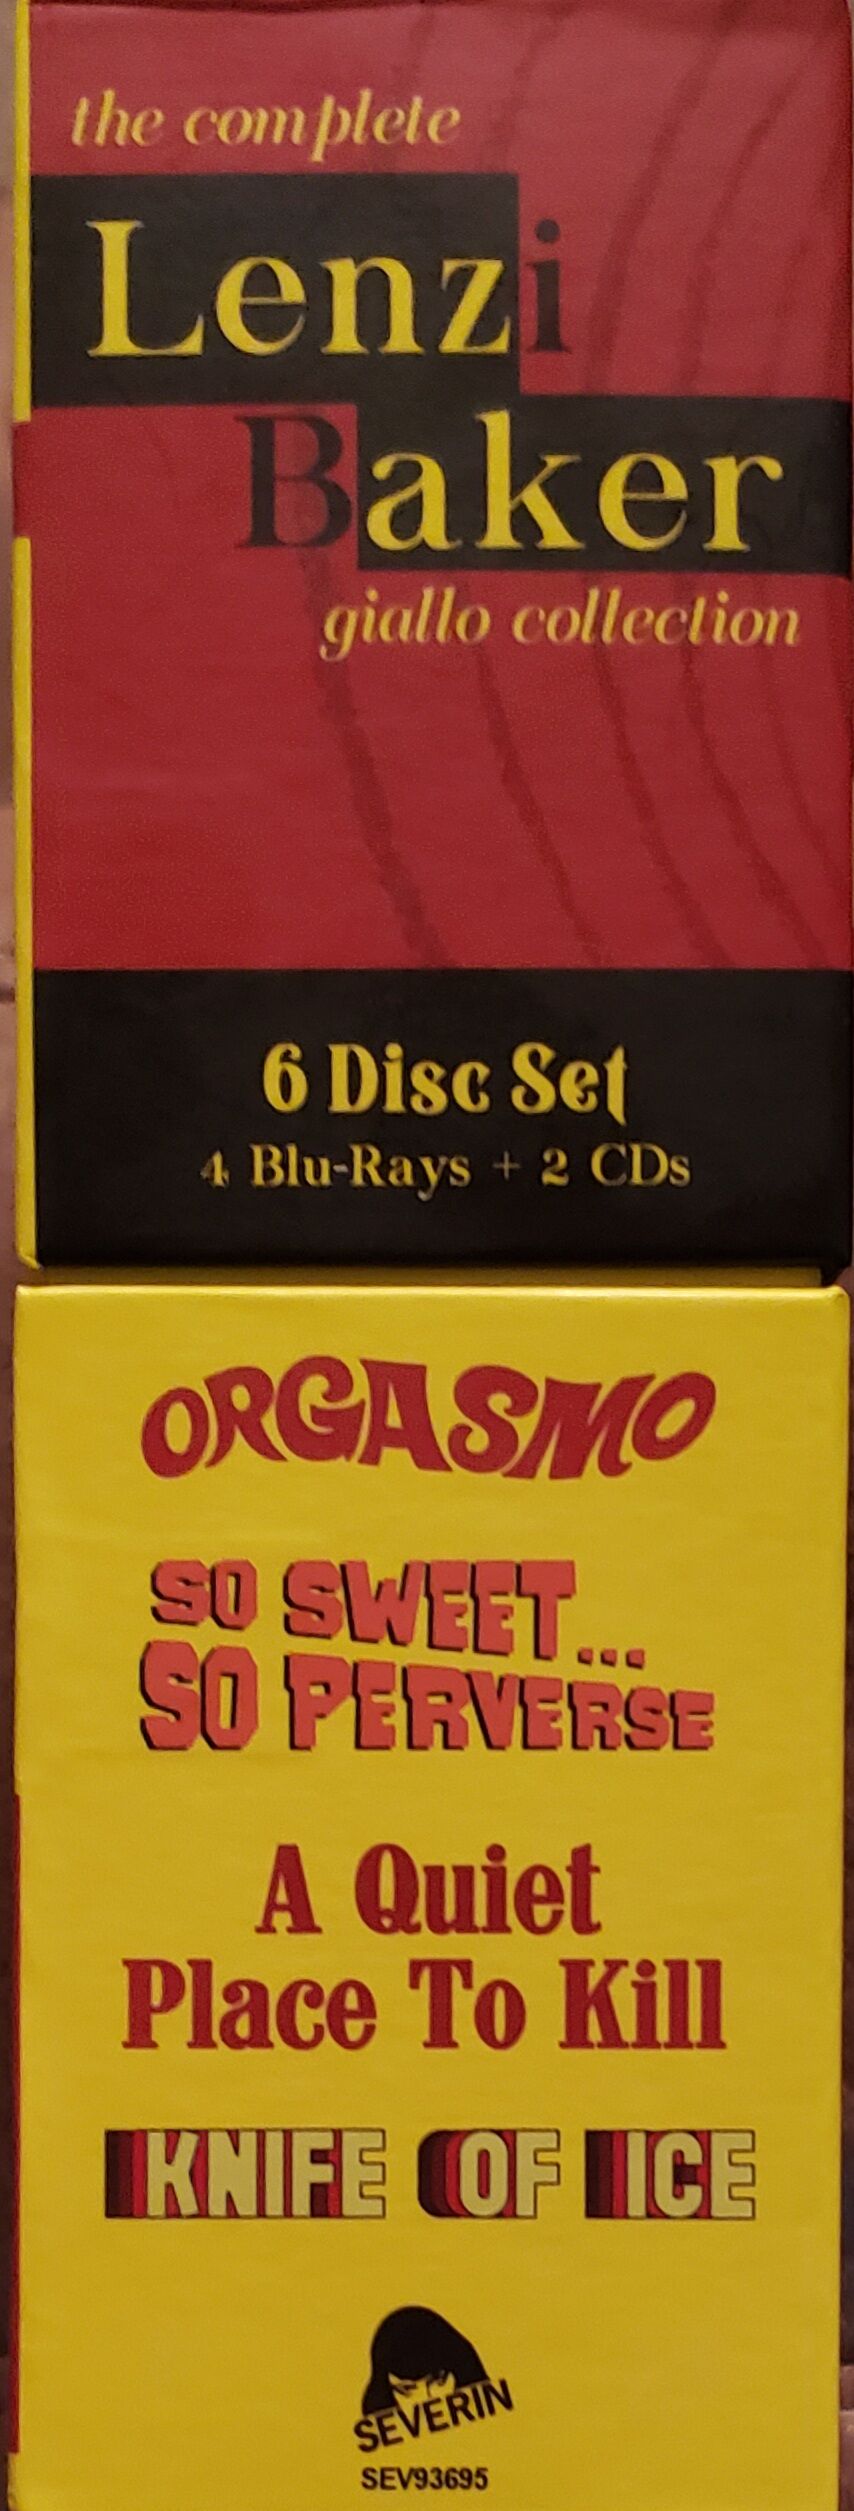 the complete
Lenzi
Baker
giallo collection
6 Disc Set
4 Blu-Rays + 2 CDs
ORGASMO
SO SWEET...
SO PERVERSE
A Quiet
Place To Kill
KNIFE OF ICE
SEVERIN
SEV93695